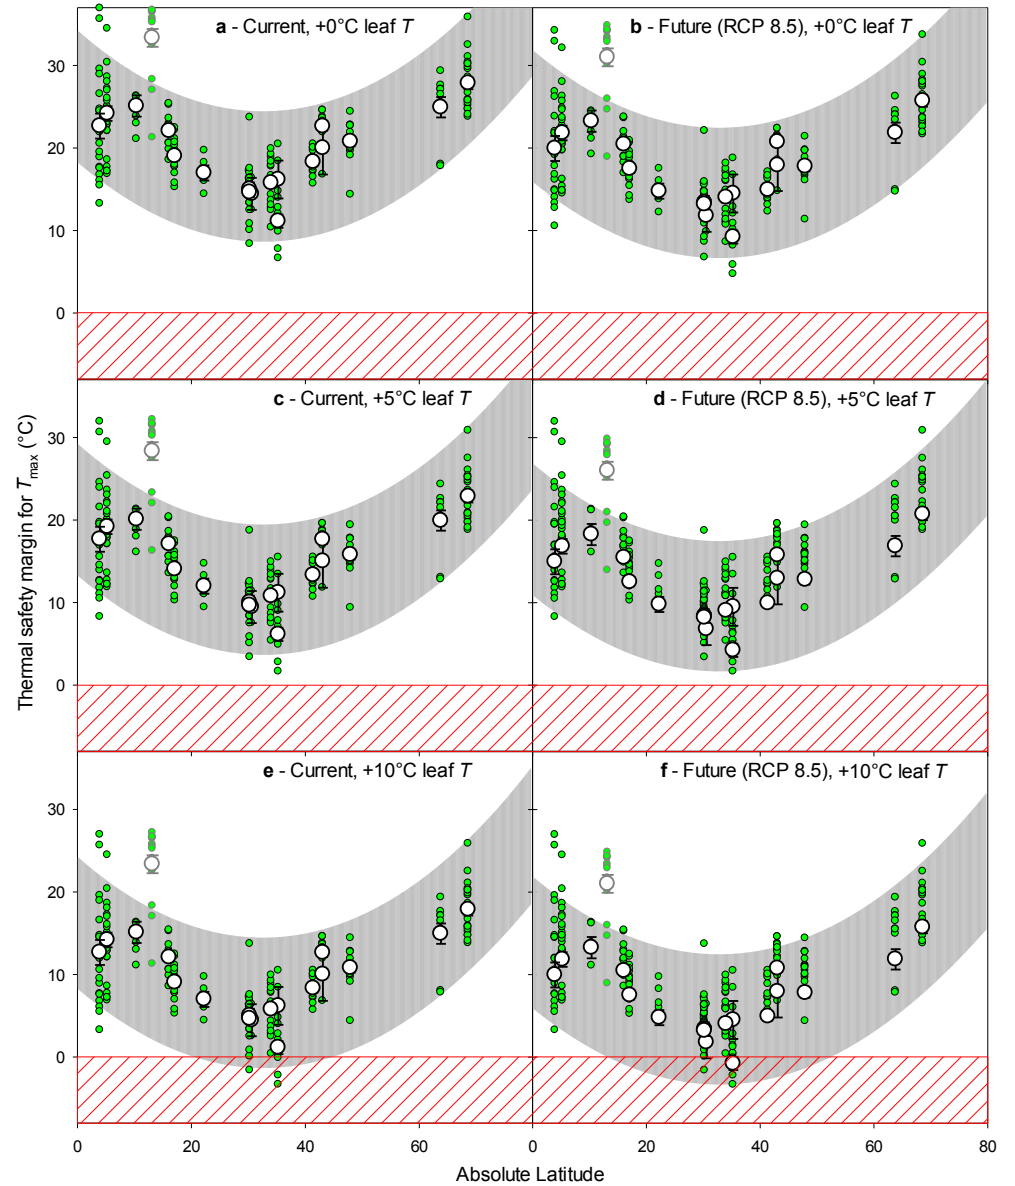 a - Current, +0°C leaf T
b - Future (RCP 8.5), +0°C leaf T
30
20
10
0
c - Current, +5°C leaf T
d - Future (RCP 8.5), +5°C leaf T
30
20
10
0
Thermal safety margin for Tmax (°C)
e - Current, +10°C leaf T
f - Future (RCP 8.5), +10°C leaf T
30
20
10
0
0 20 40 60 0 20 40 60 80
Absolute Latitude